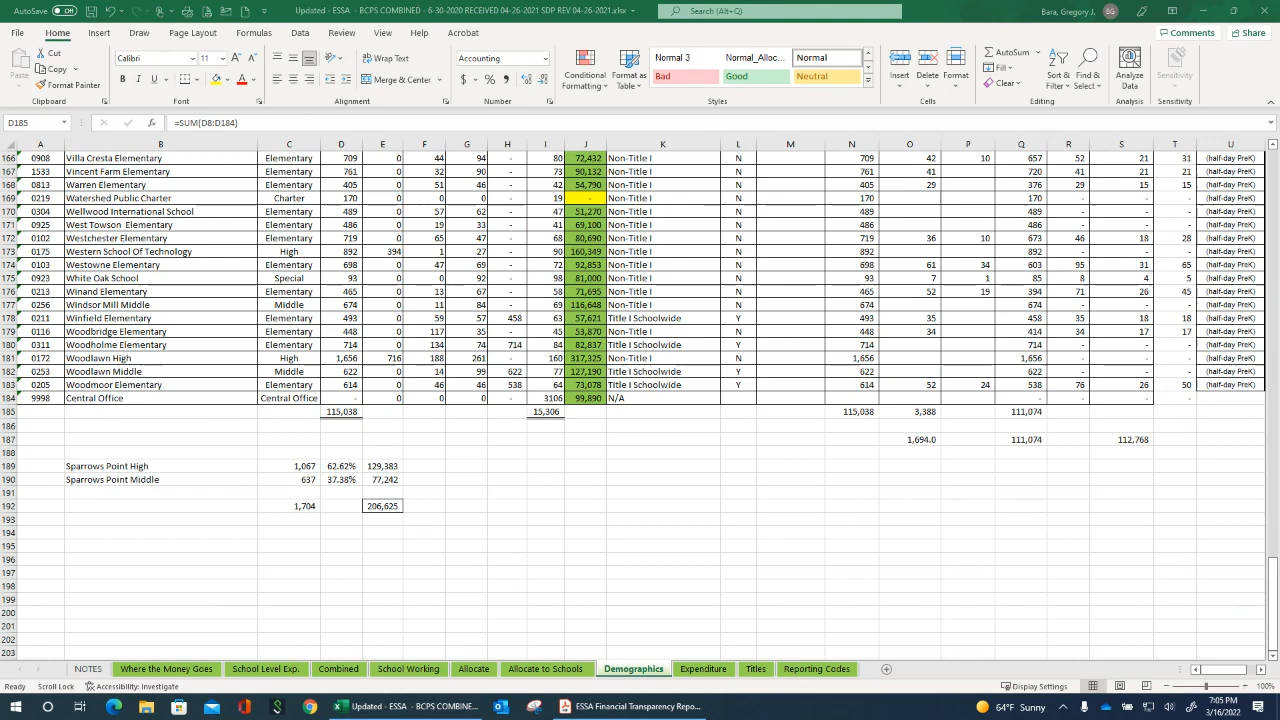 AutoSave Off Updated - ESSA - BCPS COMBINED - 6-30-2020 RECEIVED 04-26-2021 SDP REV 04-26-2021.xlsx Search (Alt+Q) Bara, Gregory J. BG
File Home Insert Draw Page Layout Formulas Data Review View Help Acrobat Comments Share
Paste Cut Copy Format Painter Calibri 11 Wrap Text Merge & Center Accounting Conditional Formatting Format as Table Normal 3 Normal_Alloc... Normal Bad Good Neutral Insert Delete Format AutoSum Fill Clear Sort & Filter Find & Select Analyze Data Sensitivity
Clipboard Font Alignment Number Styles Cells Editing Analysis Sensitivity
D185 =SUM(D8:D184)
A B C D E F G H I J K L M N O P Q R S T U
166 0908 Villa Cresta Elementary Elementary 709 0 44 94 - 80 72,432 Non-Title I N 709 42 10 657 52 21 31 (half-day PreK)
167 1533 Vincent Farm Elementary Elementary 761 0 32 90 - 73 90,132 Non-Title I N 761 41 720 41 21 21 (half-day PreK)
168 0813 Warren Elementary Elementary 405 0 51 46 - 42 54,790 Non-Title I N 405 29 376 29 15 15 (half-day PreK)
169 0219 Watershed Public Charter Charter 170 0 0 0 - 19 - Non-Title I N 170 170 - - - (half-day PreK)
170 0304 Wellwood International School Elementary 489 0 57 62 - 47 51,270 Non-Title I N 489 489 - - - (half-day PreK)
171 0925 West Towson Elementary Elementary 486 0 19 33 - 41 69,100 Non-Title I N 486 486 - - - (half-day PreK)
172 0102 Westchester Elementary Elementary 719 0 65 47 - 68 80,690 Non-Title I N 719 36 10 673 46 18 28 (half-day PreK)
173 0175 Western School Of Technology High 892 394 1 27 - 90 160,349 Non-Title I N 892 892 - - - (half-day PreK)
174 0103 Westowne Elementary Elementary 698 0 47 69 - 72 92,853 Non-Title I N 698 61 34 603 95 31 65 (half-day PreK)
175 0923 White Oak School Special 93 0 0 92 - 98 81,000 Non-Title I N 93 7 1 85 8 4 5 (half-day PreK)
176 0213 Winand Elementary Elementary 465 0 13 67 - 58 71,695 Non-Title I N 465 52 19 394 71 26 45 (half-day PreK)
177 0256 Windsor Mill Middle Middle 674 0 11 84 - 69 116,648 Non-Title I N 674 674 - - - (half-day PreK)
178 0211 Winfield Elementary Elementary 493 0 59 57 458 63 57,621 Title I Schoolwide Y 493 35 458 35 18 18 (half-day PreK)
179 0116 Woodbridge Elementary Elementary 448 0 117 35 - 45 53,870 Non-Title I N 448 34 414 34 17 17 (half-day PreK)
180 0311 Woodholme Elementary Elementary 714 0 134 74 714 84 82,837 Title I Schoolwide Y 714 714 - - - (half-day PreK)
181 0172 Woodlawn High High 1,656 716 188 261 - 160 317,325 Non-Title I N 1,656 1,656 - - - (half-day PreK)
182 0253 Woodlawn Middle Middle 622 0 14 99 622 77 127,190 Title I Schoolwide Y 622 622 - - - (half-day PreK)
183 0205 Woodmoor Elementary Elementary 614 0 46 46 538 64 73,078 Title I Schoolwide Y 614 52 24 538 76 26 50 (half-day PreK)
184 9998 Central Office Central Office - 0 0 0 - 3106 99,890 N/A - - - -
185 115,038 15,306 115,038 3,388 111,074
187 1,694.0 111,074 112,768
188
189 Sparrows Point High 1,067 62.62% 129,383
190 Sparrows Point Middle 637 37.38% 77,242
191
192 1,704 206,625
193
194
195
196
197
198
199
200
201
202
203
NOTES Where the Money Goes School Level Exp. Combined School Working Allocate Allocate to Schools Demographics Expenditure Titles Reporting Codes
Ready Scroll Lock Accessibility: Investigate Display Settings 100%
Updated - ESSA - BCPS COMBINE... ESSA Financial Transparency Repo... 64°F Sunny 7:05 PM
3/16/2022